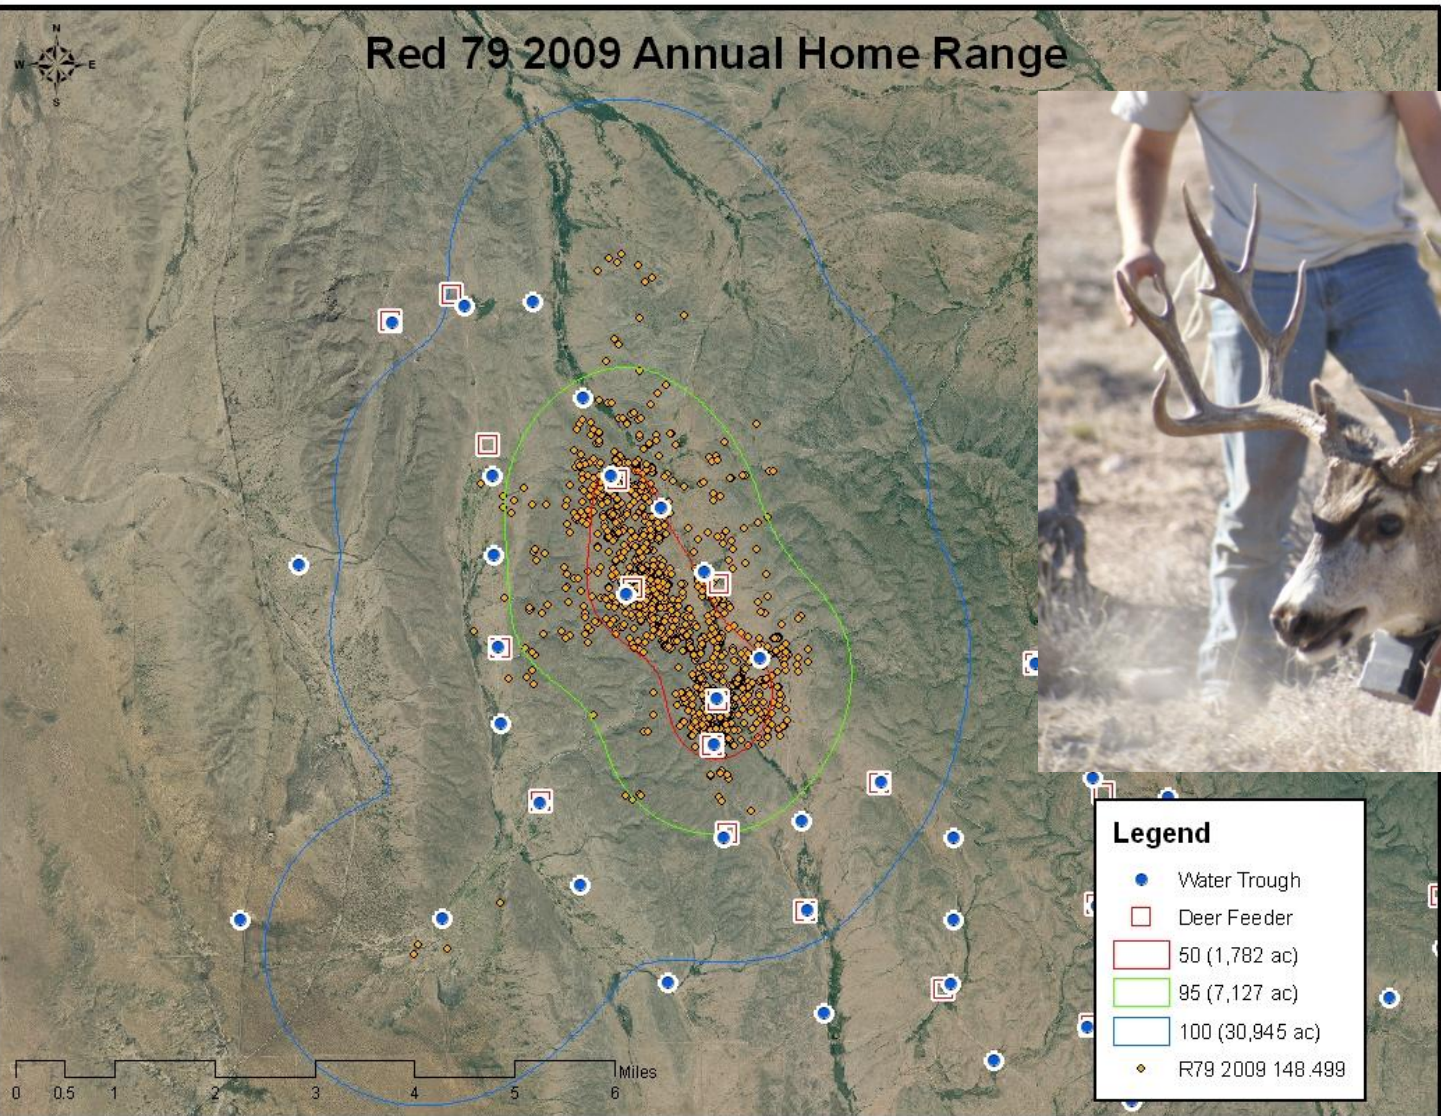 N
W E
S
Red 79 2009 Annual Home Range
Legend
Water Trough
Deer Feeder
50 (1,782 ac)
95 (7,127 ac)
100 (30,945 ac)
R79 2009 148.499
Miles
0 0.5 1 2 3 4 5 6